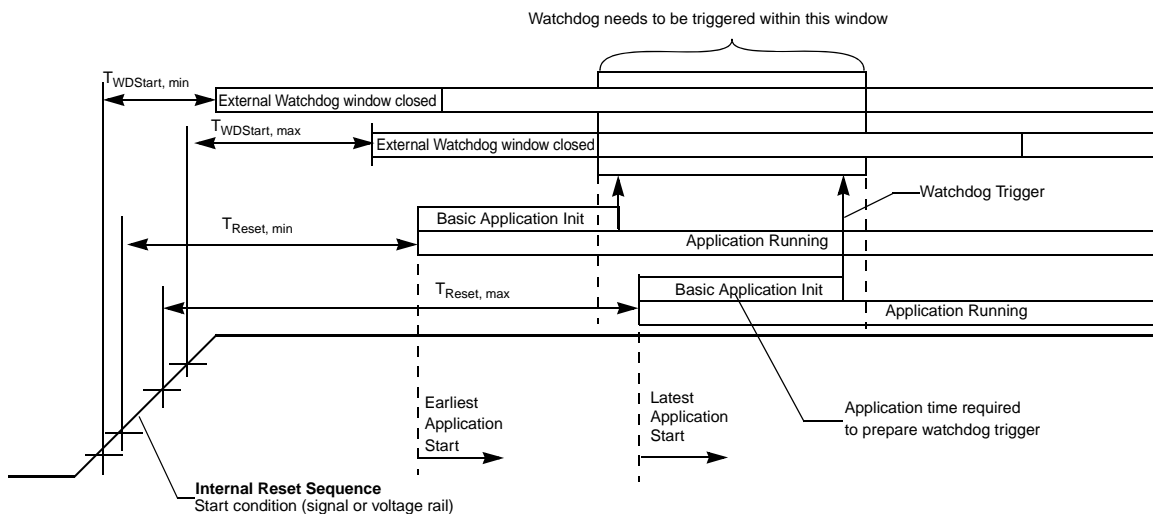 Watchdog needs to be triggered within this window
TWDStart, min
External Watchdog window closed
TWDStart, max
External Watchdog window closed
Watchdog Trigger
Basic Application Init
TReset, min
Application Running
TReset, max
Basic Application Init
Application Running
Earliest
Application
Start
Latest
Application
Start
Application time required
to prepare watchdog trigger
Internal Reset Sequence
Start condition (signal or voltage rail)